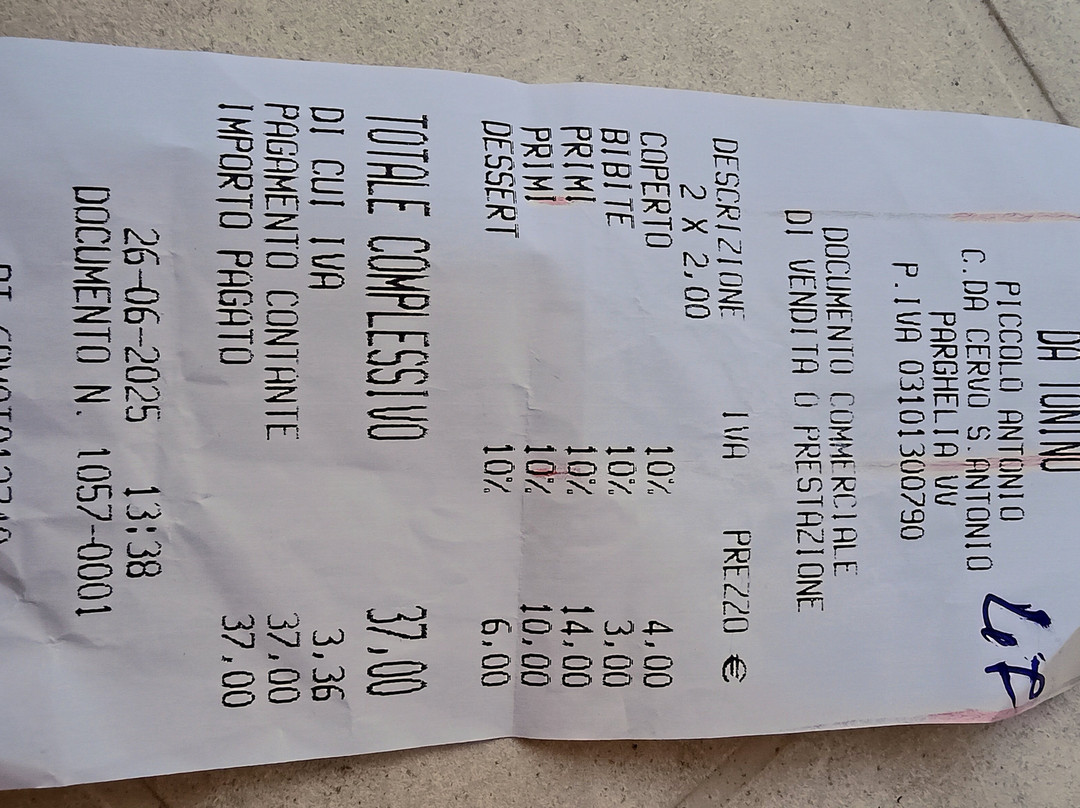 DA TONINO
PICCOLO ANTONIO
C.DA CERVO S.ANTONIO
PARGHELIA VV
P.IVA 03101300790
DOCUMENTO COMMERCIALE
DI VENDITA O PRESTAZIONE
DESCRIZIONE IVA PREZZO €
2 X 2,00
COPERTO 10% 4,00
BIBITE 10% 3,00
PRIMI 10% 14,00
PRIMI 10% 10,00
DESSERT 10% 6,00
TOTALE COMPLESSIVO 37,00
DI CUI IVA 3,36
PAGAMENTO CONTANTE 37,00
IMPORTO PAGATO 37,00
26-06-2025 13:38
DOCUMENTO N. 1057-0001